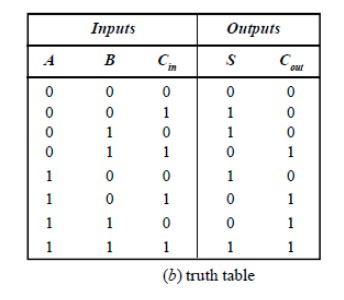 Inputs Outputs
A B C in S C out
0 0 0 0 0
0 0 1 1 0
0 1 0 1 0
0 1 1 0 1
1 0 0 1 0
1 0 1 0 1
1 1 0 0 1
1 1 1 1 1
(b) truth table